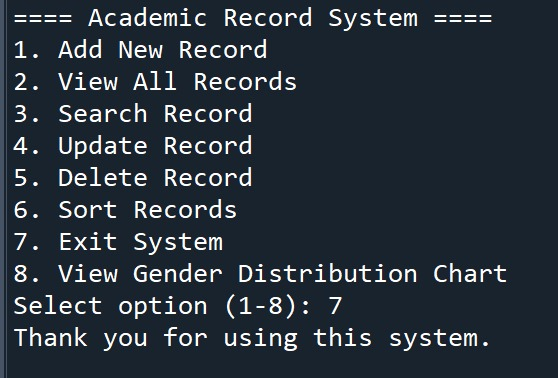 ==== Academic Record System ====
1. Add New Record
2. View All Records
3. Search Record
4. Update Record
5. Delete Record
6. Sort Records
7. Exit System
8. View Gender Distribution Chart
Select option (1-8): 7
Thank you for using this system.